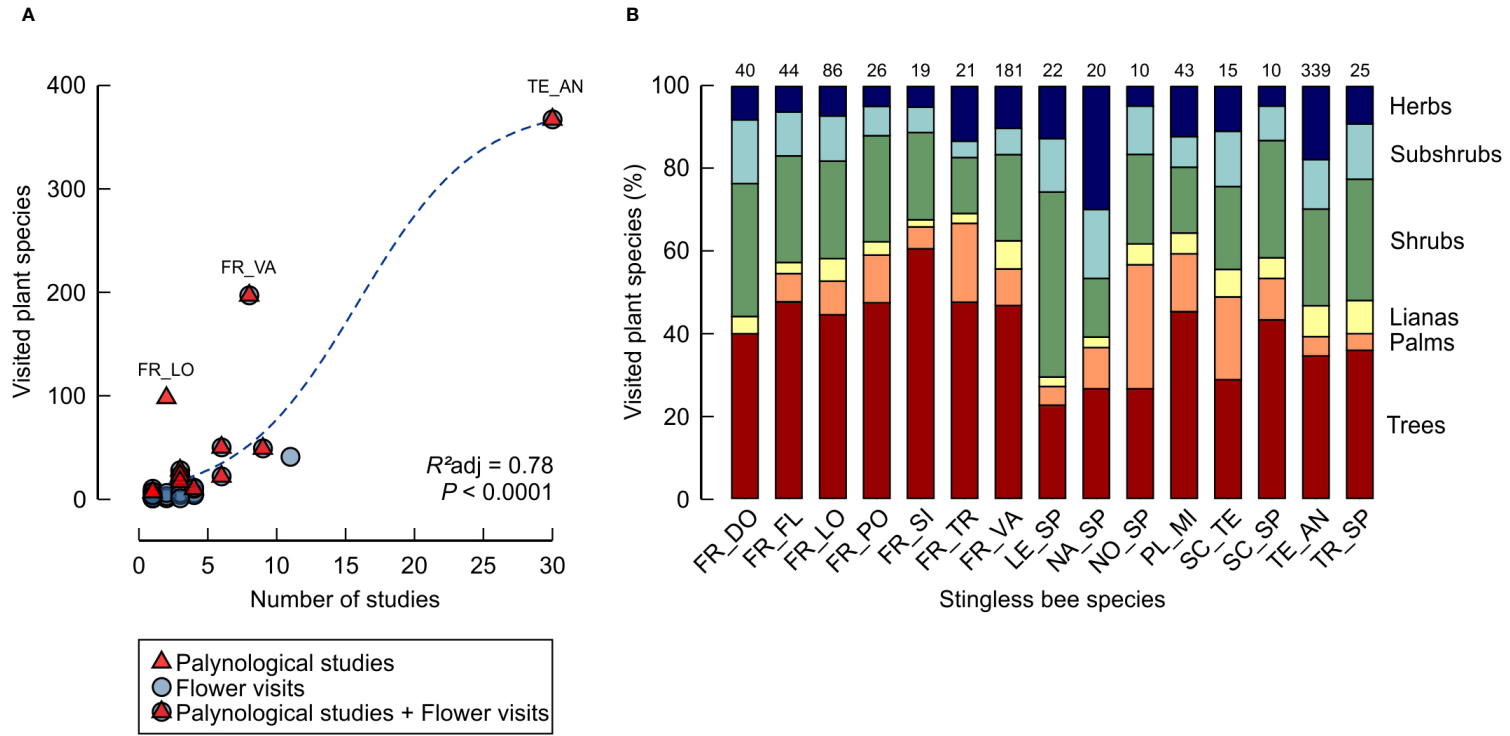 A
Visited plant species
400
300
200
100
0
TE_AN
FR_VA
FR_LO
R²adj = 0.78
P < 0.0001
0 5 10 15 20 25 30
Number of studies
Palynological studies
Flower visits
Palynological studies + Flower visits
B
Visited plant species (%)
100
80
60
40
20
0
40 44 86 26 19 21 181 22 20 10 43 15 10 339 25
Herbs
Subshrubs
Shrubs
Lianas
Palms
Trees
FR_DO FR_FL FR_LO FR_PO FR_SI FR_TR FR_VA LE_SP NA_SP NO_SP PL_MI SC_TE SC_SP TE_AN TR_SP
Stingless bee species